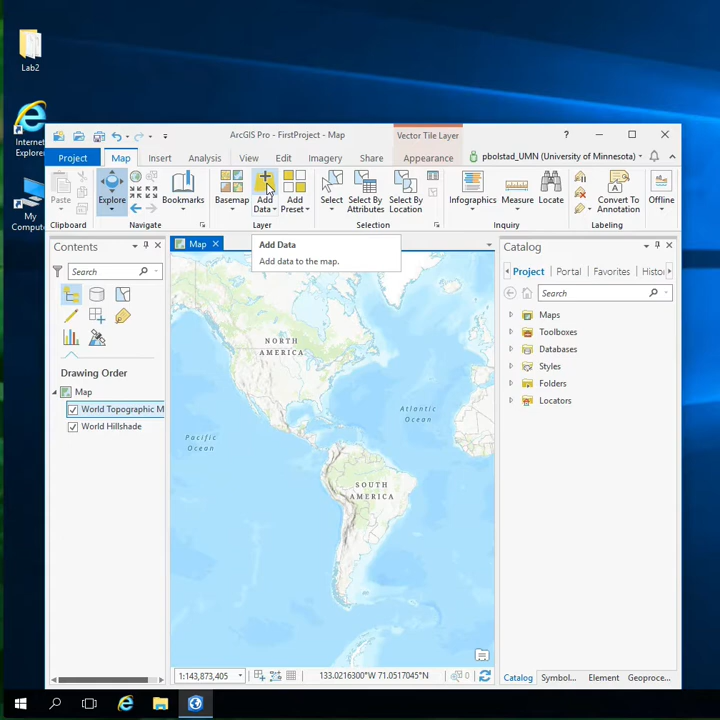 Lab2
Internet
Explorer
My
Compute
ArcGIS Pro - FirstProject - Map
Vector Tile Layer
?
Project
Map
Insert
Analysis
View
Edit
Imagery
Share
Appearance
pbolstad_UMN (University of Minnesota)
Paste
Explore
Bookmarks
Basemap
Add
Data
Add
Preset
Select
Select By
Attributes
Select By
Location
Infographics
Measure
Locate
Convert To
Annotation
Offline
Clipboard
Navigate
Layer
Selection
Inquiry
Labeling
Contents
Map
Add Data
Add data to the map.
Catalog
Search
Project
Portal
Favorites
Histo
Search
Maps
Toolboxes
Databases
Styles
Folders
Locators
Drawing Order
Map
World Topographic M
World Hillshade
NORTH
AMERICA
Atlantic
Ocean
Pacific
Ocean
SOUTH
AMERICA
1:143,873,405
133.0216300°W 71.0517045°N
0
Catalog
Symbol...
Element
Geoproce...